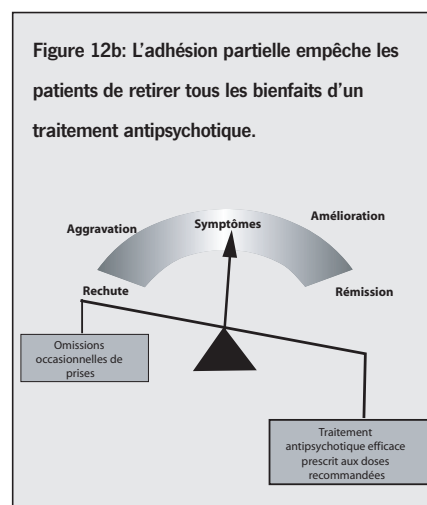 Figure 12b: L'adhésion partielle empêche les
patients de retirer tous les bienfaits d'un
traitement antipsychotique.
Symptômes
Amélioration
Aggravation
Rechute
Rémission
Omissions
occasionnelles de
prises
Traitement
antipsychotique efficace
prescrit aux doses
recommandées